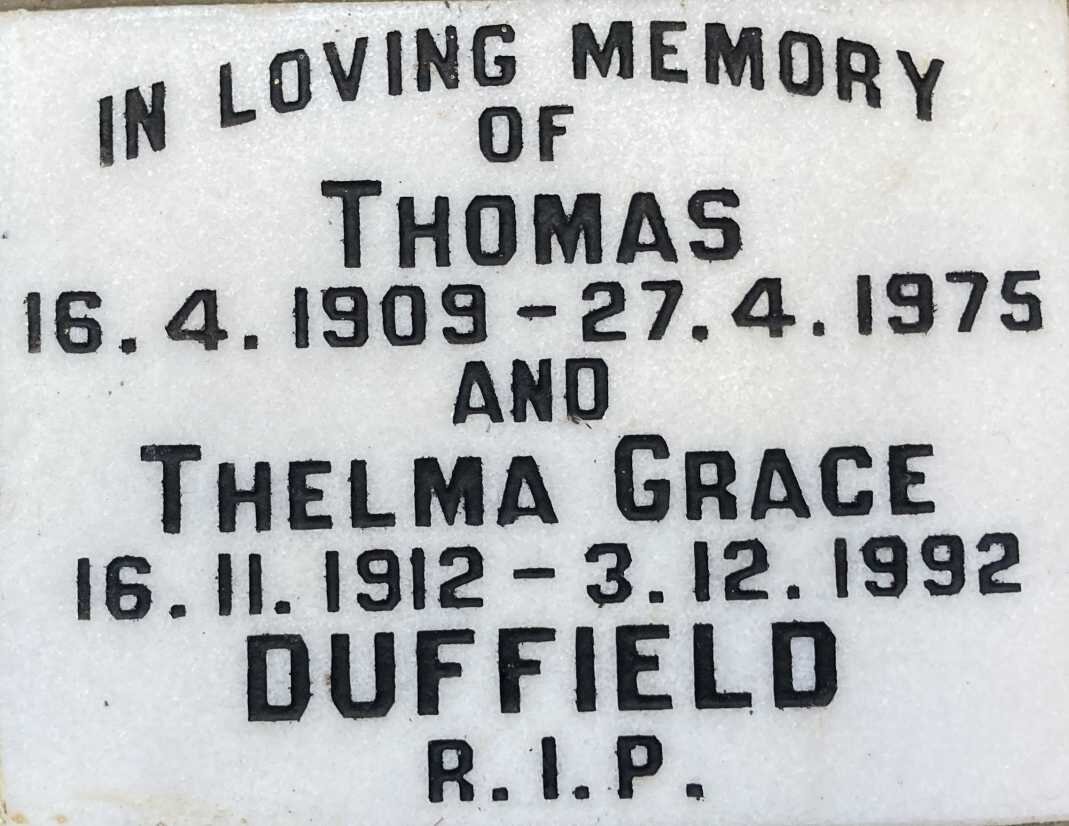 IN LOVING MEMORY
OF
THOMAS
16.4.1909 - 27.4.1975
AND
THELMA GRACE
16.11.1912 - 3.12.1992
DUFFIELD
R.I.P.